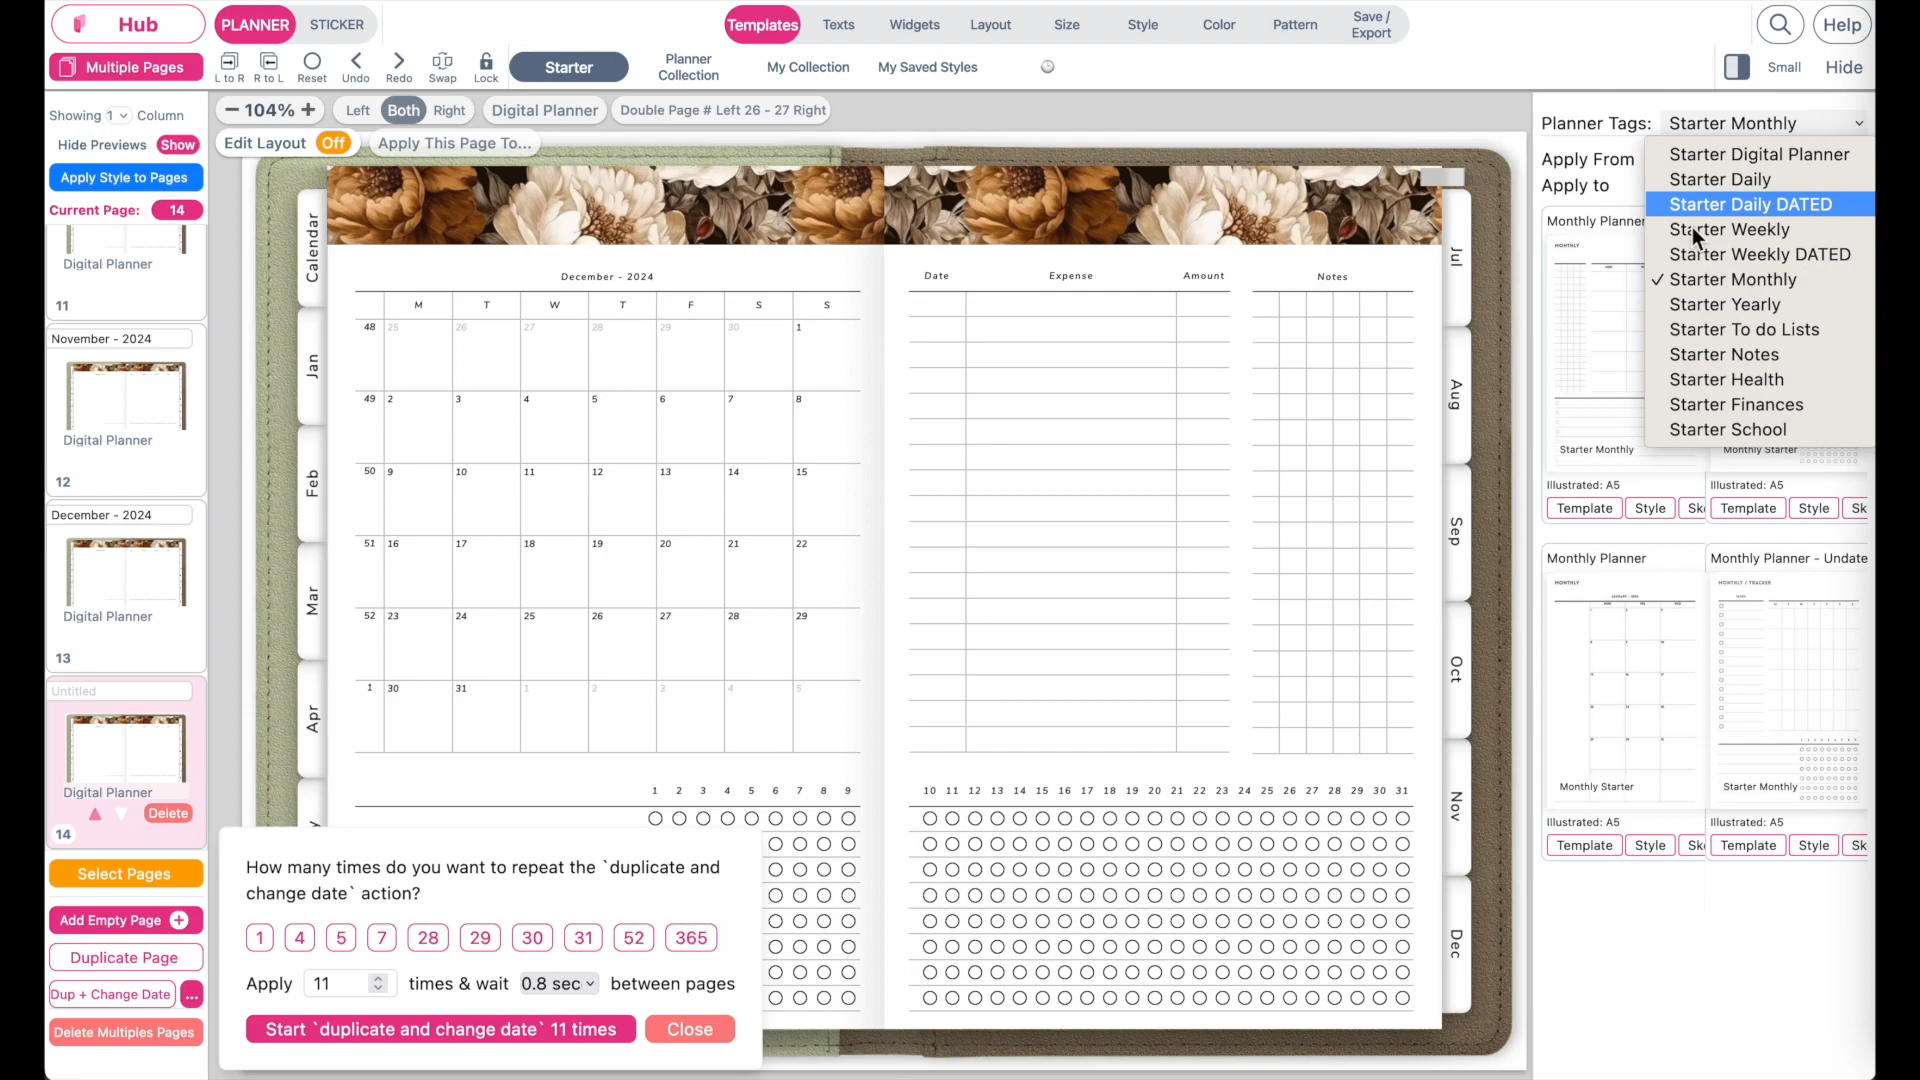 Hub
PLANNER
STICKER
Templates
Texts
Widgets
Layout
Size
Style
Color
Pattern
Save /
Export
Help
Multiple Pages
L to R
R to L
Reset
Undo
Redo
Swap
Lock
Starter
Planner
Collection
My Collection
My Saved Styles
Small
Hide
Showing 1 Column
Hide Previews Show
Apply Style to Pages
Current Page: 14
Digital Planner
11
November - 2024
Digital Planner
12
December - 2024
Digital Planner
13
Untitled
Digital Planner
Delete
14
Select Pages
Add Empty Page
Duplicate Page
Dup + Change Date ...
Delete Multiples Pages
104%
Left
Both
Right
Digital Planner
Double Page # Left 26 - 27 Right
Edit Layout Off
Apply This Page To...
Calendar
Jan
Feb
Mar
Apr
December - 2024
M T W T F S S
48 25 26 27 28 29 30 1
49 2 3 4 5 6 7 8
50 9 10 11 12 13 14 15
51 16 17 18 19 20 21 22
52 23 24 25 26 27 28 29
1 30 31 1 2 3 4 5
1 2 3 4 5 6 7 8 9
Date Expense Amount Notes
10 11 12 13 14 15 16 17 18 19 20 21 22 23 24 25 26 27 28 29 30 31
Jul
Aug
Sep
Oct
Nov
Dec
How many times do you want to repeat the `duplicate and
change date` action?
1 4 5 7 28 29 30 31 52 365
Apply 11 times & wait 0.8 sec between pages
Start `duplicate and change date` 11 times
Close
Planner Tags: Starter Monthly
Apply From
Apply to
Starter Digital Planner
Starter Daily
Starter Daily DATED
Starter Weekly
Starter Weekly DATED
✓ Starter Monthly
Starter Yearly
Starter To do Lists
Starter Notes
Starter Health
Starter Finances
Starter School
Monthly Planner
MONTHLY
Starter Monthly
Monthly Starter
Illustrated: A5
Illustrated: A5
Template Style Sk
Template Style Sk
Monthly Planner
Monthly Planner - Undate
MONTHLY
MONTHLY / TRACKER
Monthly Starter
Starter Monthly
Illustrated: A5
Illustrated: A5
Template Style Sk
Template Style Sk